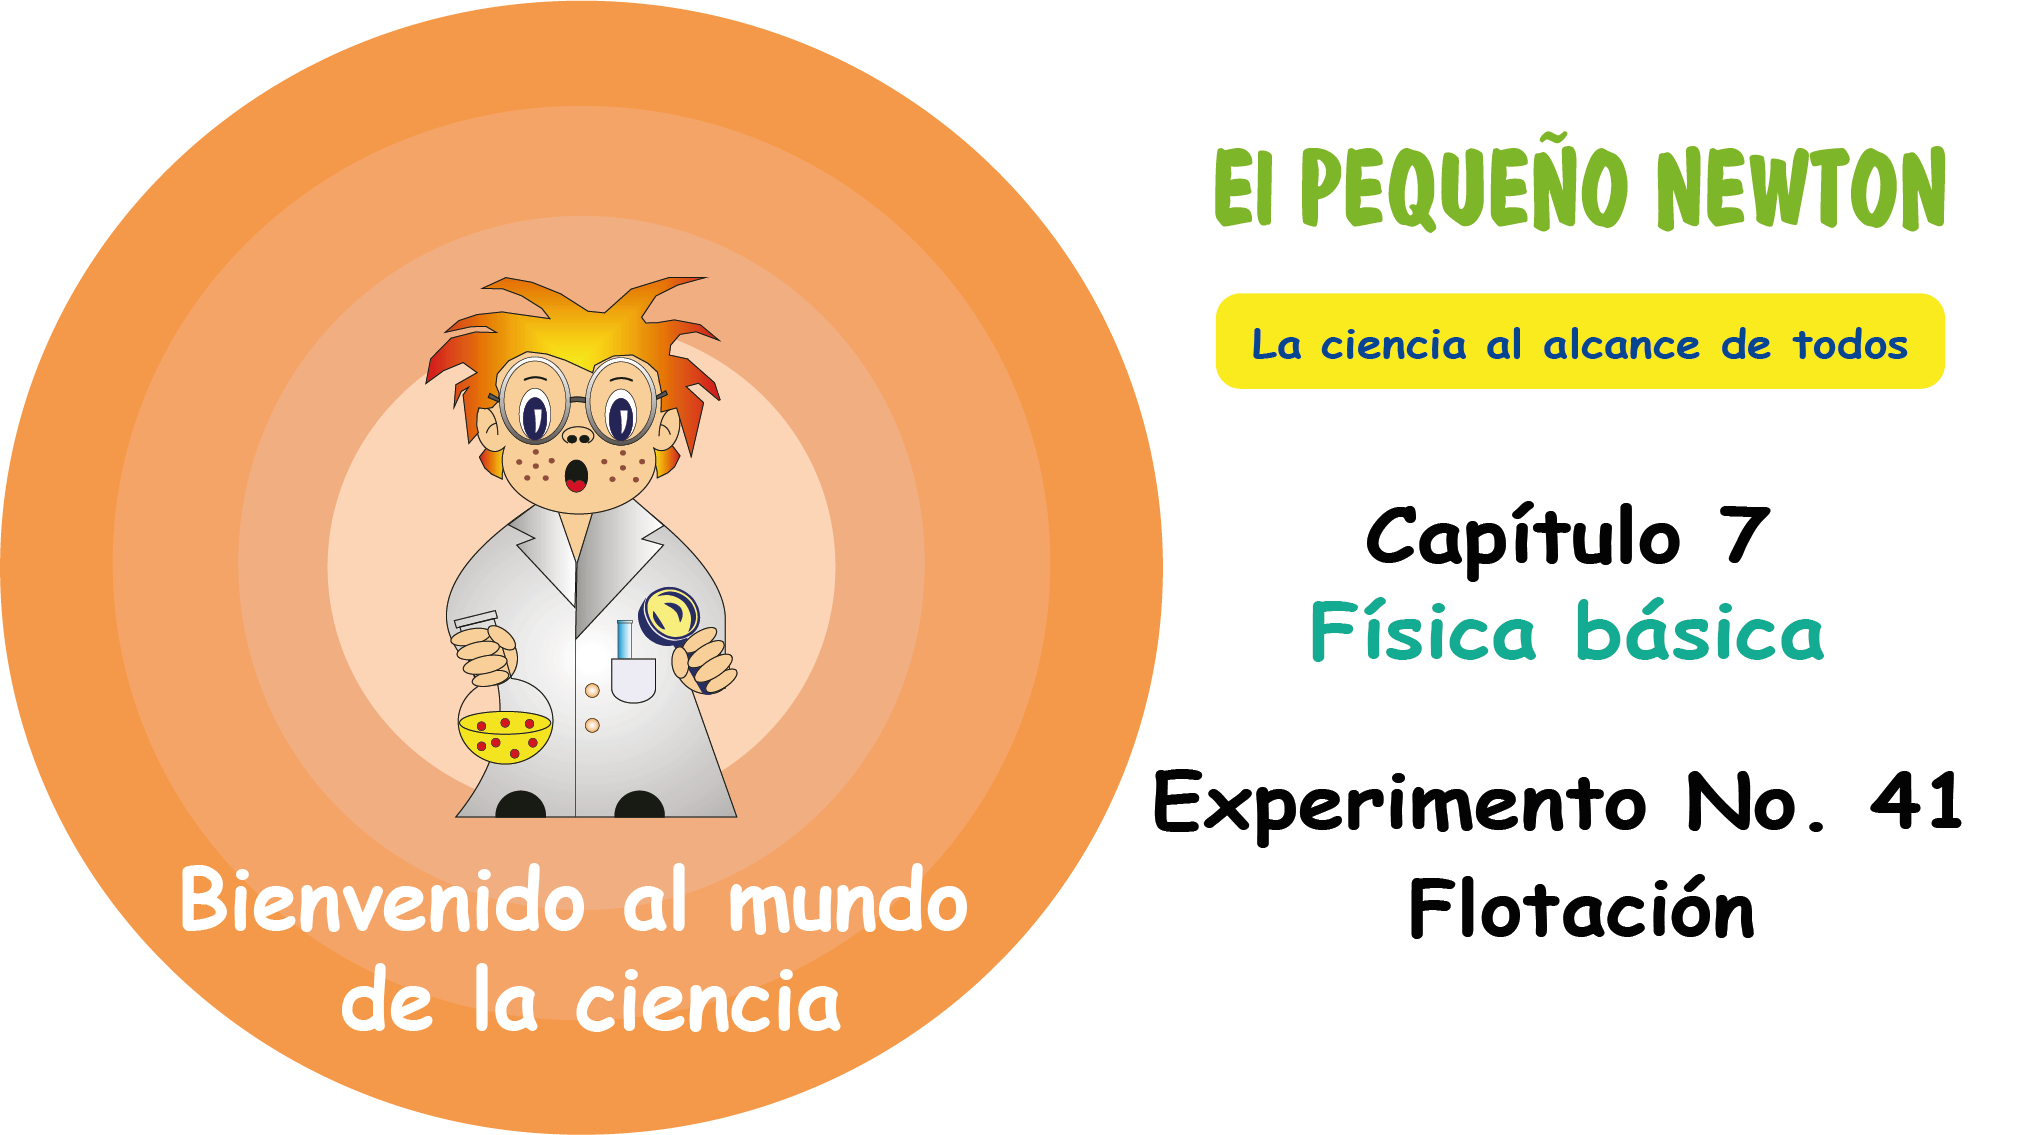 El PEQUEÑO NEWTON
La ciencia al alcance de todos
Capítulo 7
Física básica
Experimento No. 41
Flotación
Bienvenido al mundo
de la ciencia